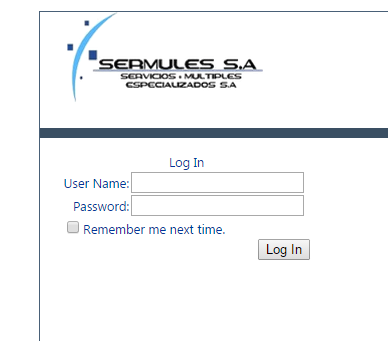 SERMULES S.A
SERVICIOS MULTIPLES
ESPECIALIZADOS S.A
Log In
User Name:
Password:
Remember me next time.
Log In